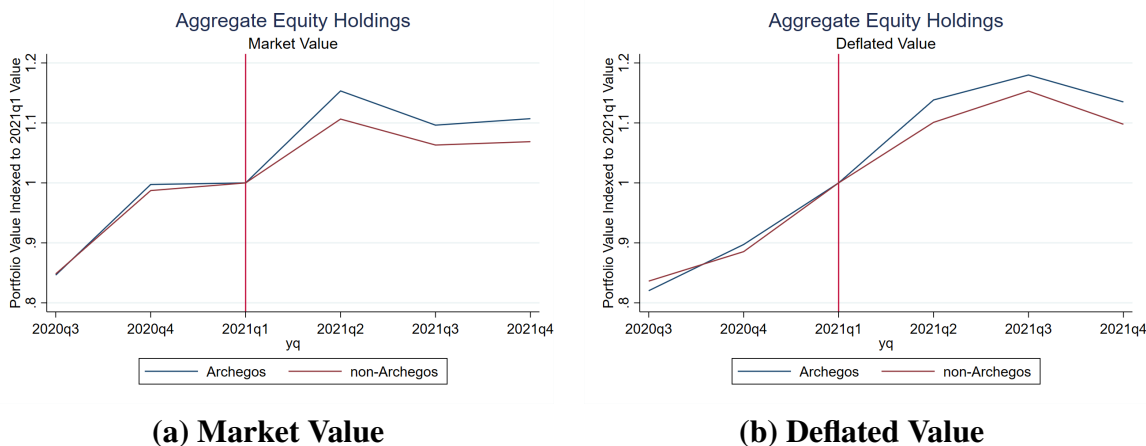 Aggregate Equity Holdings
Market Value
Portfolio Value Indexed to 2021q1 Value
1.2
1.1
1
.9
.8
2020q3 2020q4 2021q1 2021q2 2021q3 2021q4
yq
Archegos non-Archegos
(a) Market Value
Aggregate Equity Holdings
Deflated Value
Portfolio Value Indexed to 2021q1 Value
1.2
1.1
1
.9
.8
2020q3 2020q4 2021q1 2021q2 2021q3 2021q4
yq
Archegos non-Archegos
(b) Deflated Value